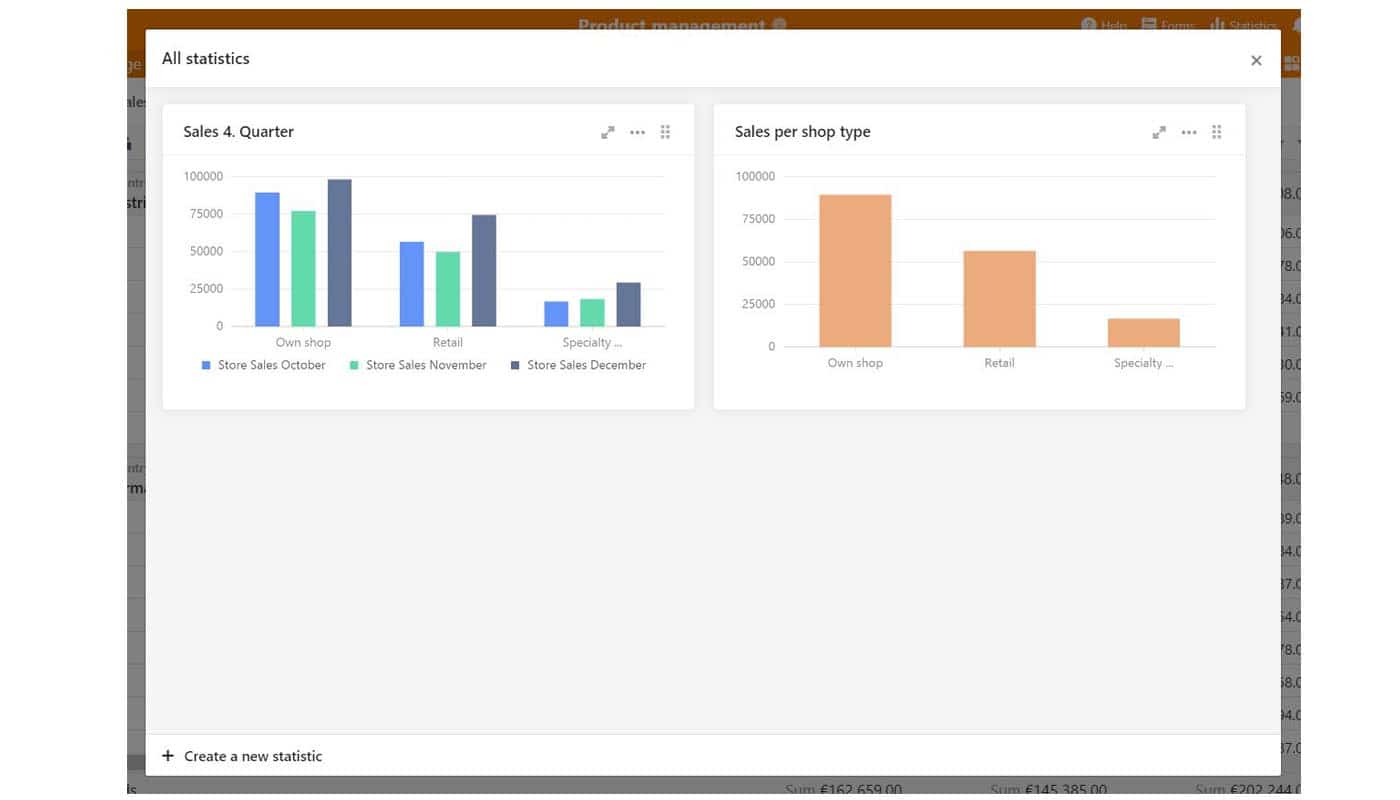 Product management
Help Forms Statistics
All statistics
Sales 4. Quarter
100000
75000
50000
25000
0
Own shop Retail Specialty ...
Store Sales October Store Sales November Store Sales December
Sales per shop type
100000
75000
50000
25000
0
Own shop Retail Specialty ...
+ Create a new statistic
Sum €162,659.00 Sum €145,385.00 Sum €202,244.0